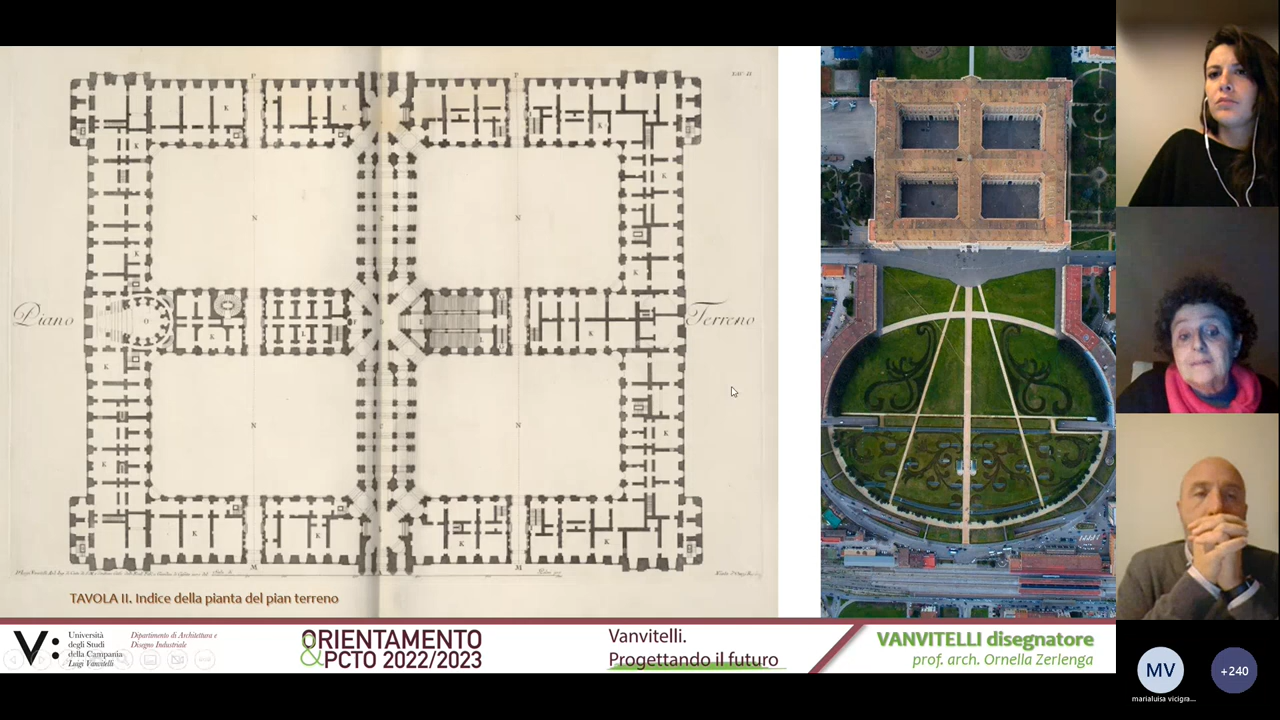 TAV. II
Piano
Terreno
TAVOLA II. Indice della pianta del pian terreno
V:
Università
degli Studi
della Campania
Luigi Vanvitelli
Dipartimento di Architettura e
Disegno Industriale
ORIENTAMENTO
&PCTO 2022/2023
Vanvitelli.
Progettando il futuro
VANVITELLI disegnatore
prof. arch. Ornella Zerlenga
MV
marialuisa vicigra...
+240